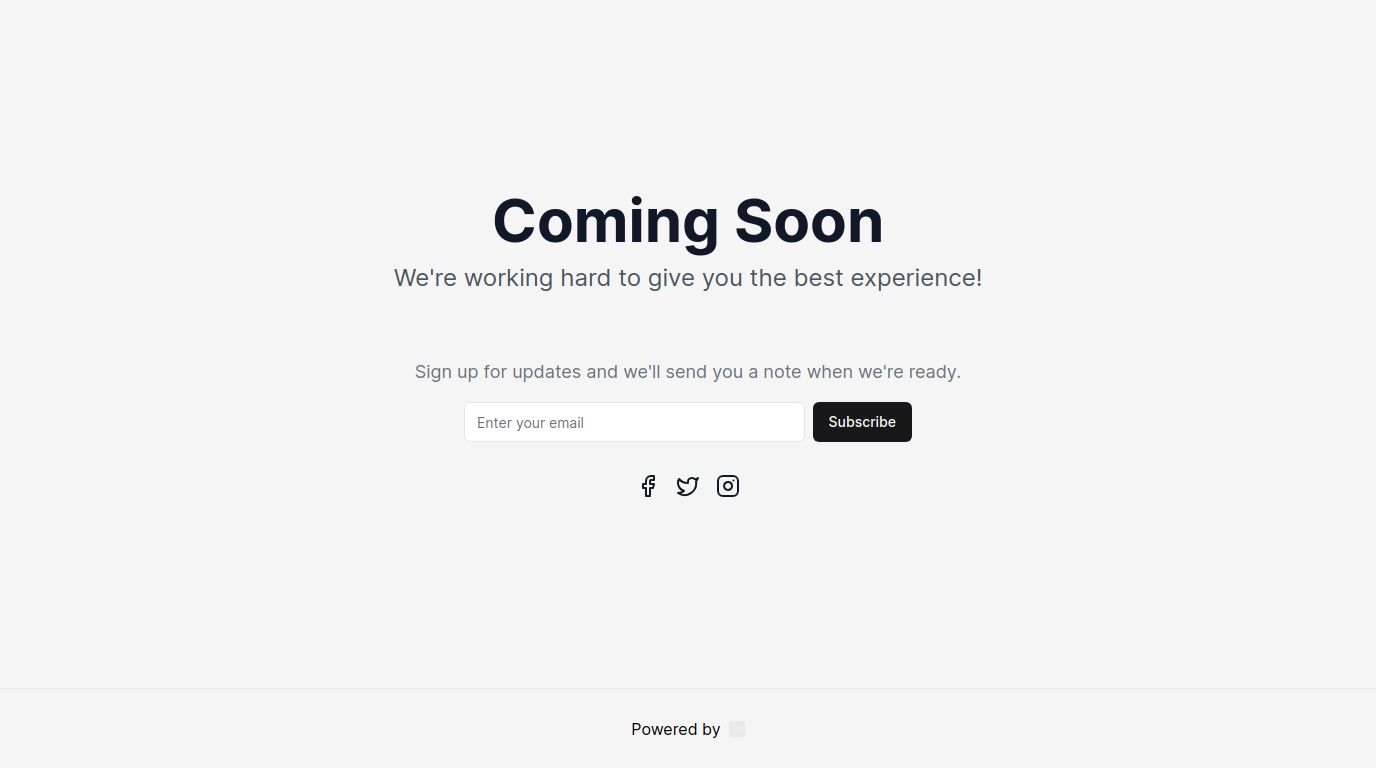 Coming Soon
We're working hard to give you the best experience!
Sign up for updates and we'll send you a note when we're ready.
Enter your email
Subscribe
Powered by